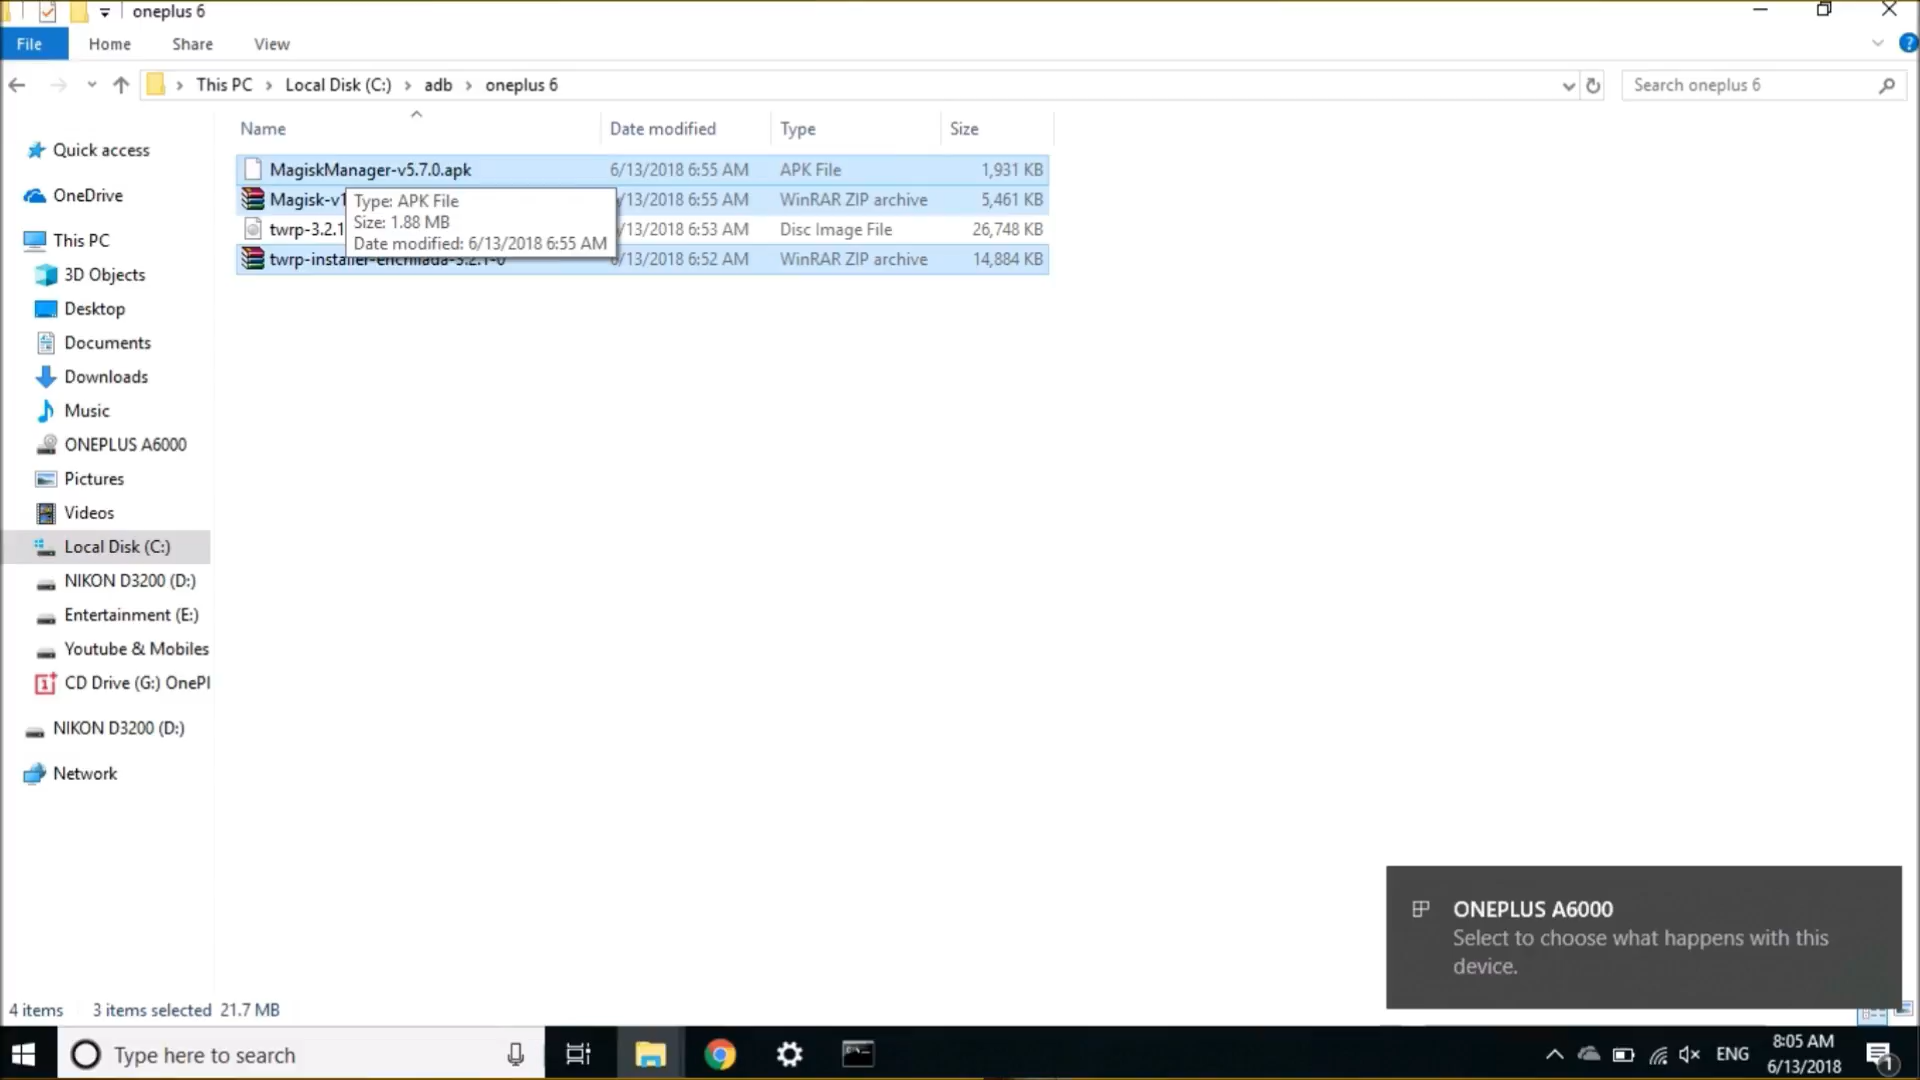 oneplus 6
File Home Share View
This PC Local Disk (C:) adb oneplus 6
Search oneplus 6
Name Date modified Type Size
MagiskManager-v5.7.0.apk 6/13/2018 6:55 AM APK File 1,931 KB
Magisk-v1 /13/2018 6:55 AM WinRAR ZIP archive 5,461 KB
twrp-3.2.1 /13/2018 6:53 AM Disc Image File 26,748 KB
twrp-installer-enchilada-3.2.1-0 6/13/2018 6:52 AM WinRAR ZIP archive 14,884 KB
Type: APK File
Size: 1.88 MB
Date modified: 6/13/2018 6:55 AM
Quick access
OneDrive
This PC
3D Objects
Desktop
Documents
Downloads
Music
ONEPLUS A6000
Pictures
Videos
Local Disk (C:)
NIKON D3200 (D:)
Entertainment (E:)
Youtube & Mobiles
CD Drive (G:) OnePl
NIKON D3200 (D:)
Network
ONEPLUS A6000
Select to choose what happens with this
device.
4 items 3 items selected 21.7 MB
Type here to search
ENG
8:05 AM
6/13/2018
1